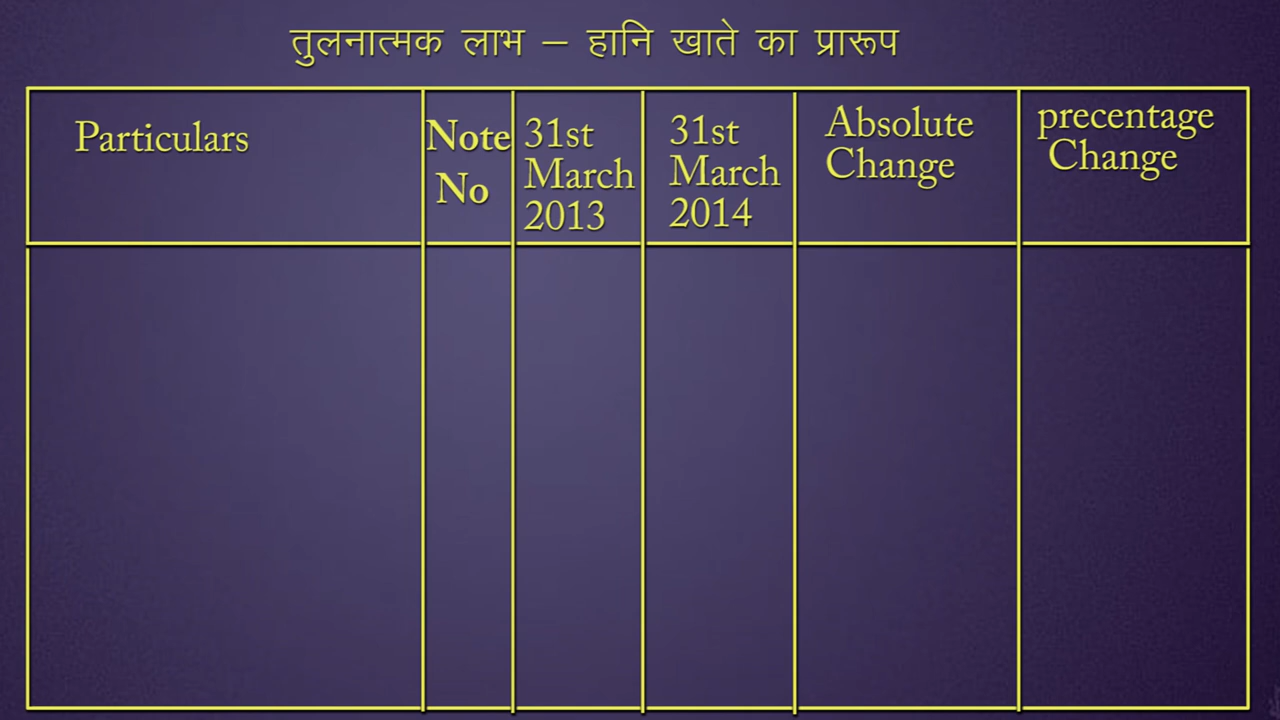 तुलनात्मक लाभ – हानि खाते का प्रारूप
Particulars
Note
No
31st
March
2013
31st
March
2014
Absolute
Change
precentage
Change